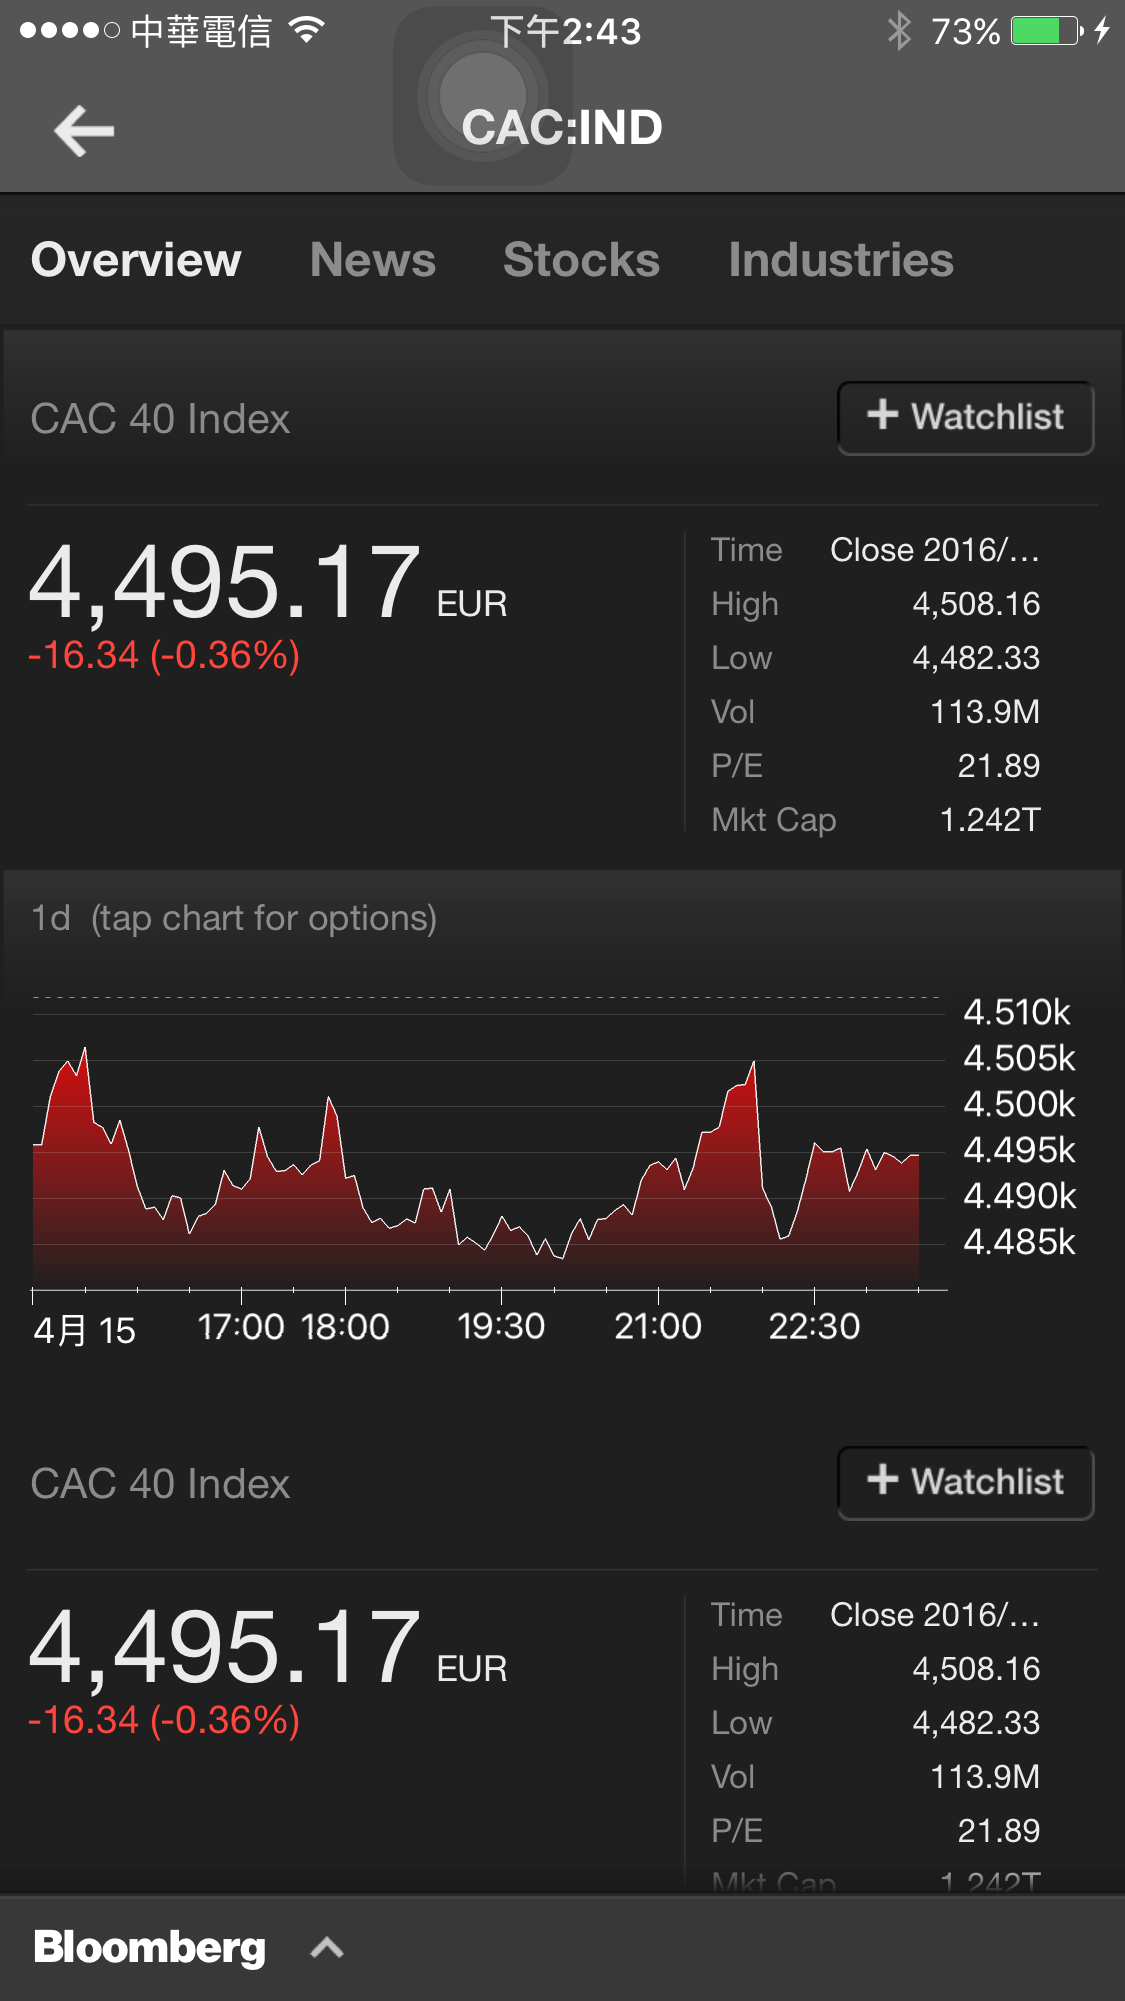 中華電信 下午2:43 73%
CAC:IND
Overview News Stocks Industries
CAC 40 Index + Watchlist
4,495.17 EUR
-16.34 (-0.36%)
Time Close 2016/...
High 4,508.16
Low 4,482.33
Vol 113.9M
P/E 21.89
Mkt Cap 1.242T
1d (tap chart for options)
4.510k
4.505k
4.500k
4.495k
4.490k
4.485k
4月 15 17:00 18:00 19:30 21:00 22:30
CAC 40 Index + Watchlist
4,495.17 EUR
-16.34 (-0.36%)
Time Close 2016/...
High 4,508.16
Low 4,482.33
Vol 113.9M
P/E 21.89
Mkt Cap 1.242T
Bloomberg